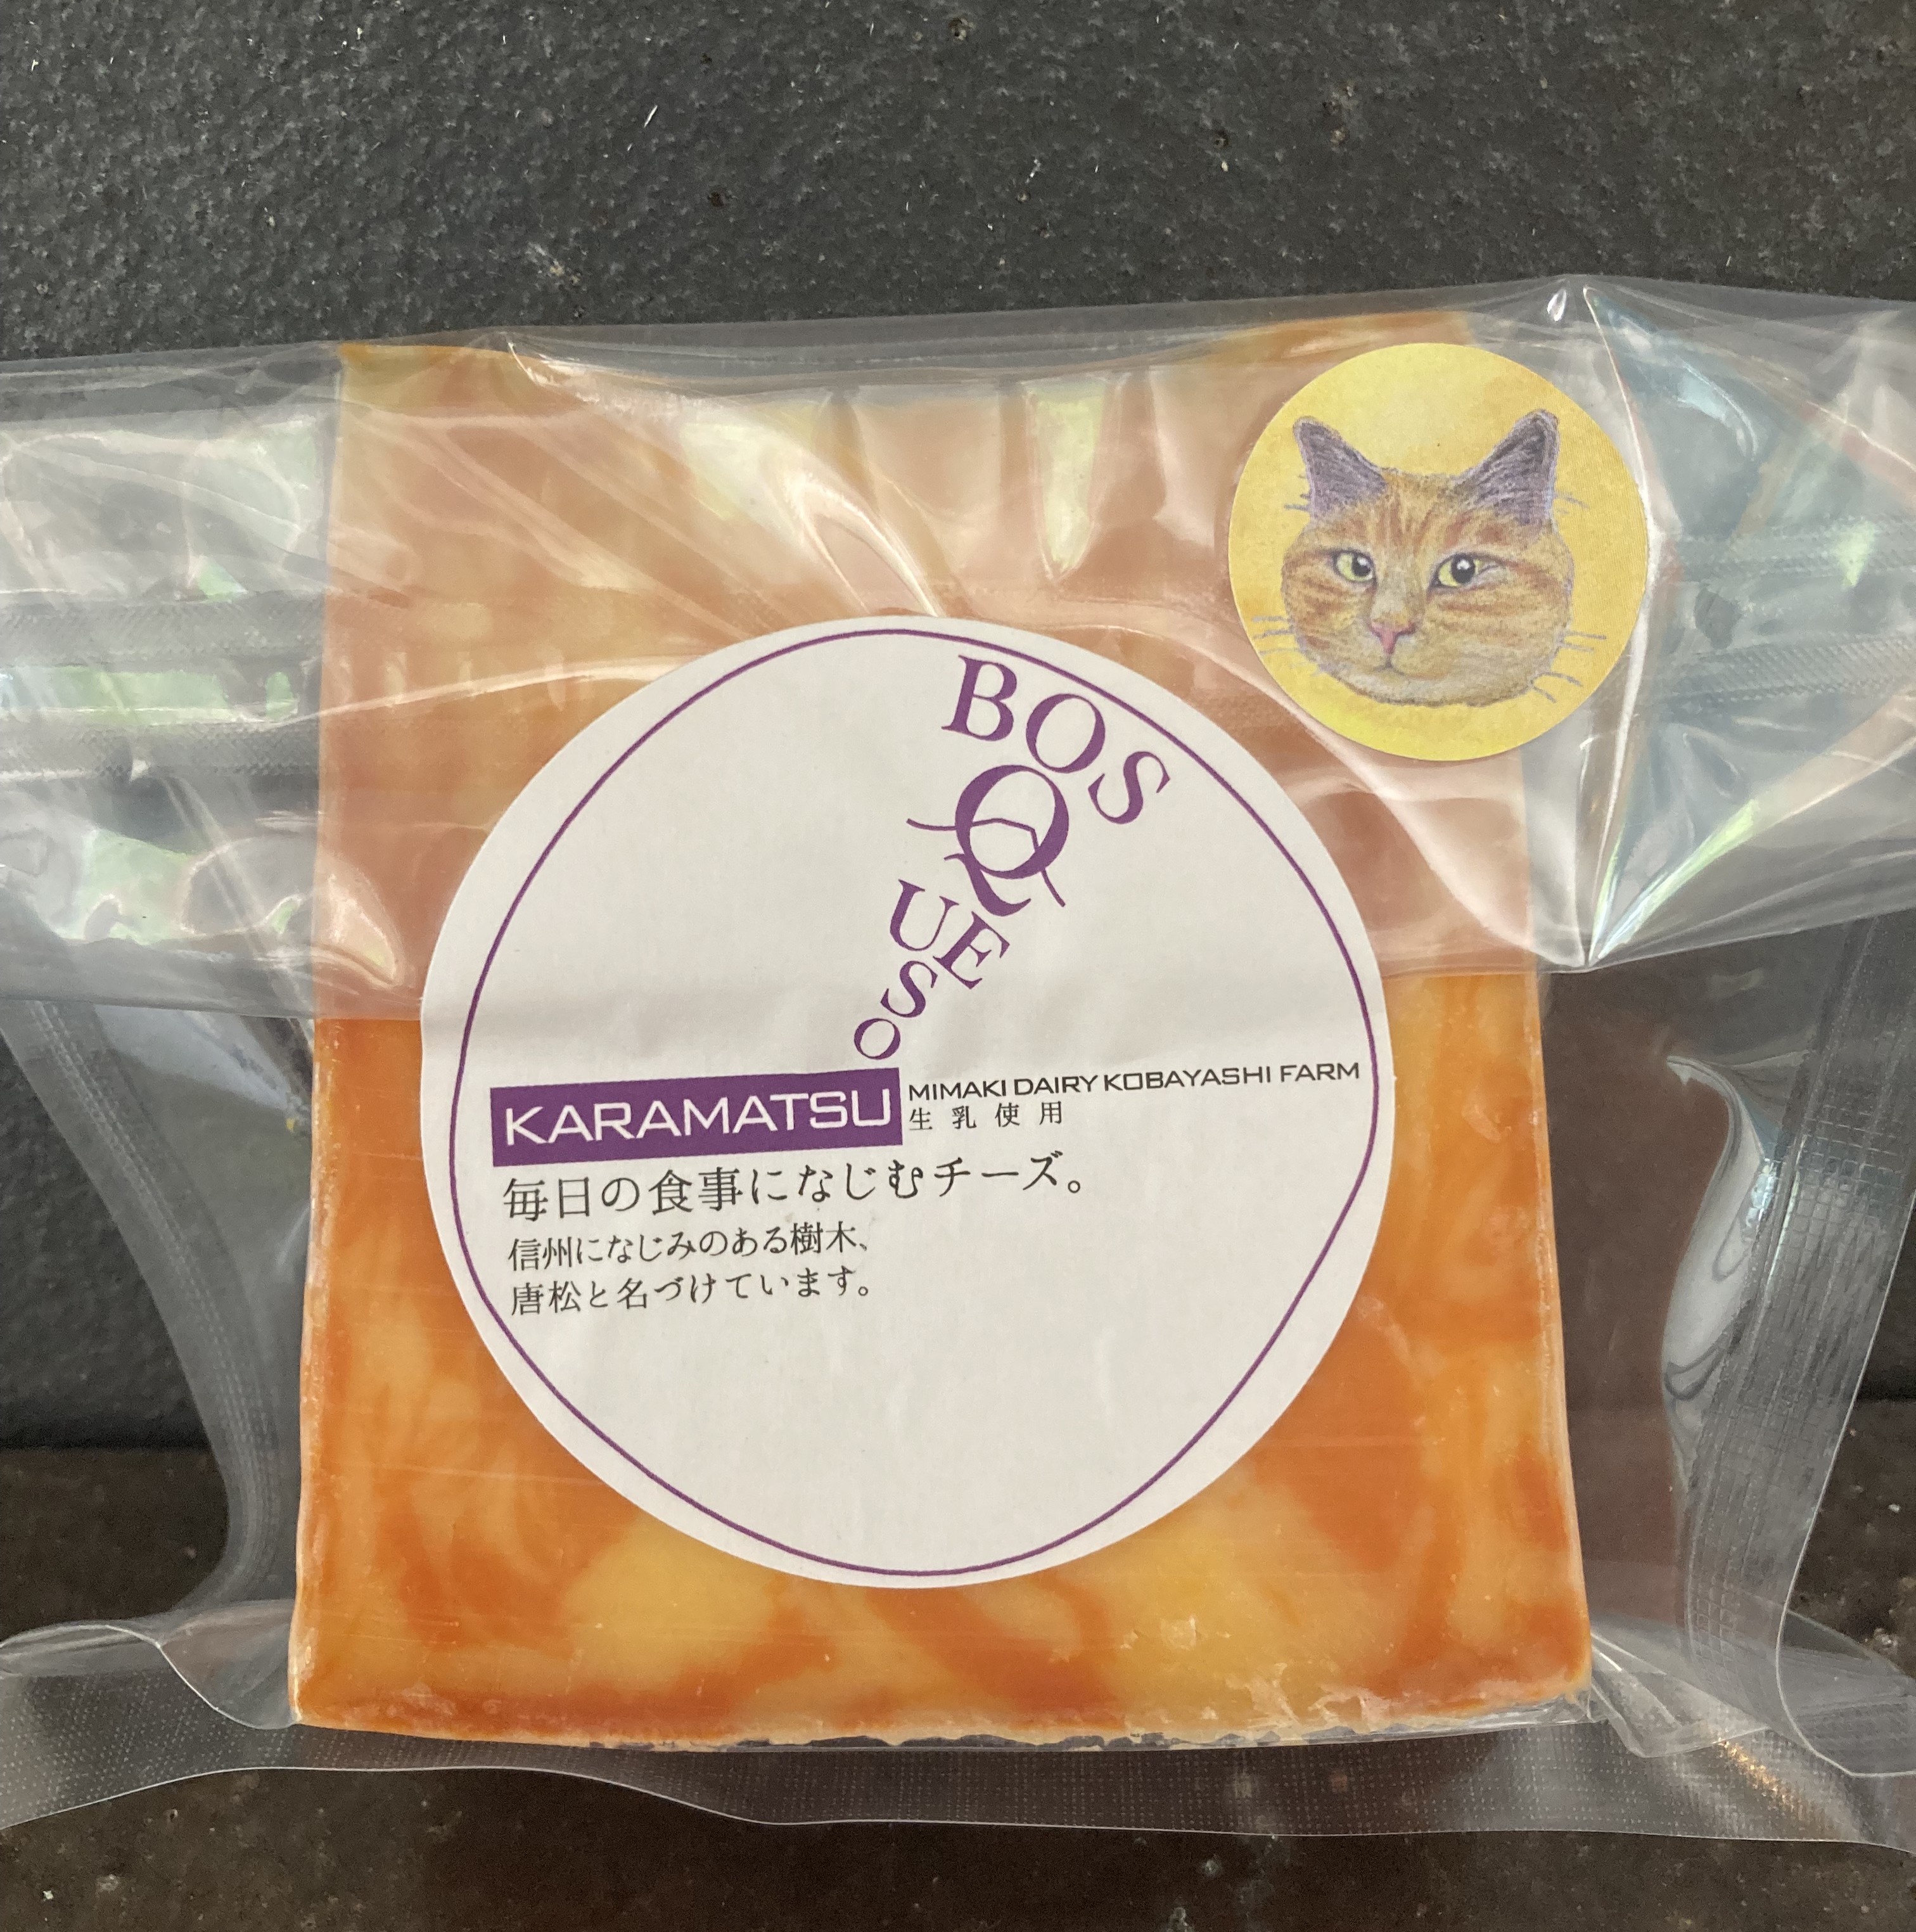 BOS
Q
UE
SO
KARAMATSU
MIMAKI DAIRY KOBAYASHI FARM
生乳使用
毎日の食事になじむチーズ。
信州になじみのある樹木、
唐松と名づけています。